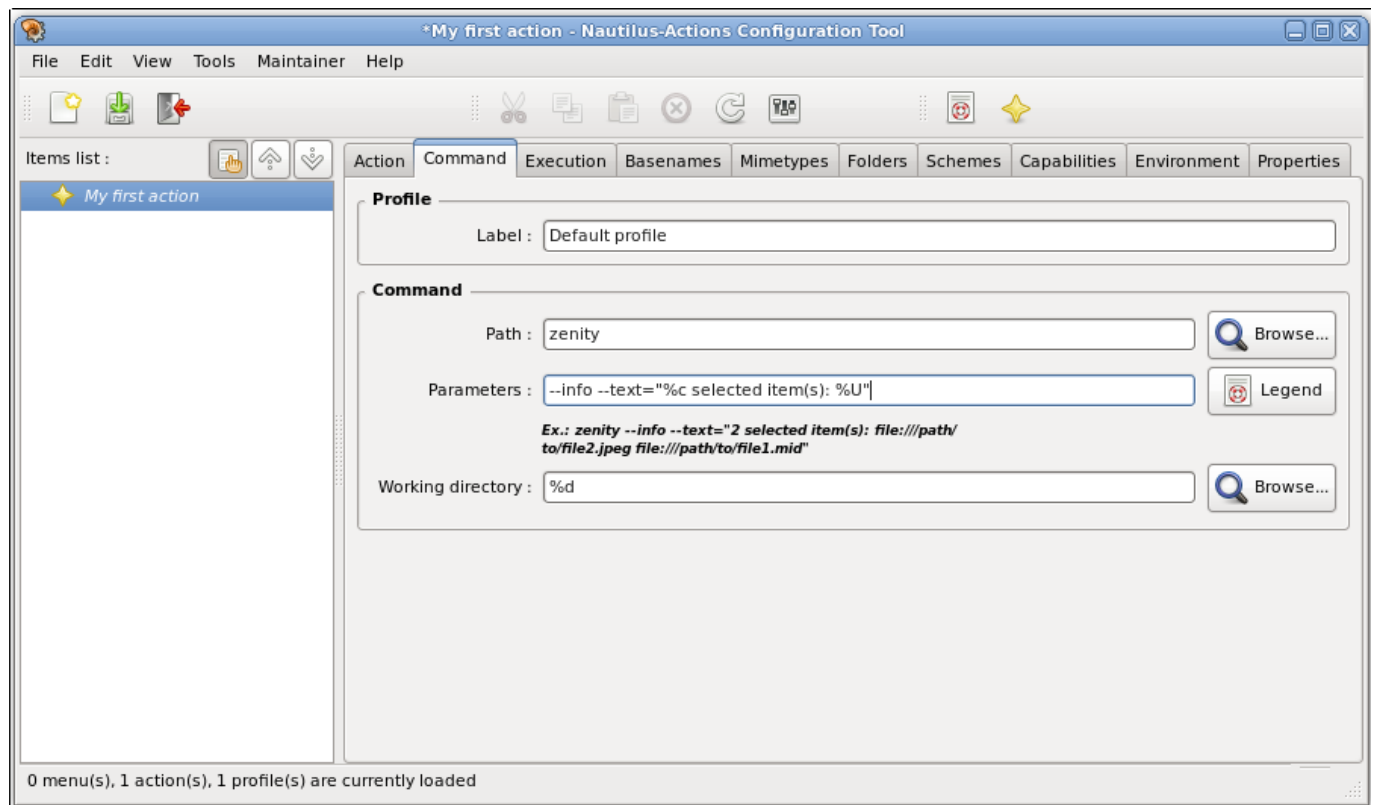 *My first action - Nautilus-Actions Configuration Tool
File Edit View Tools Maintainer Help
Items list :
My first action
Action Command Execution Basenames Mimetypes Folders Schemes Capabilities Environment Properties
Profile
Label : Default profile
Command
Path : zenity Browse...
Parameters : --info --text="%c selected item(s): %U" Legend
Ex.: zenity --info --text="2 selected item(s): file:///path/
to/file2.jpeg file:///path/to/file1.mid"
Working directory : %d Browse...
0 menu(s), 1 action(s), 1 profile(s) are currently loaded